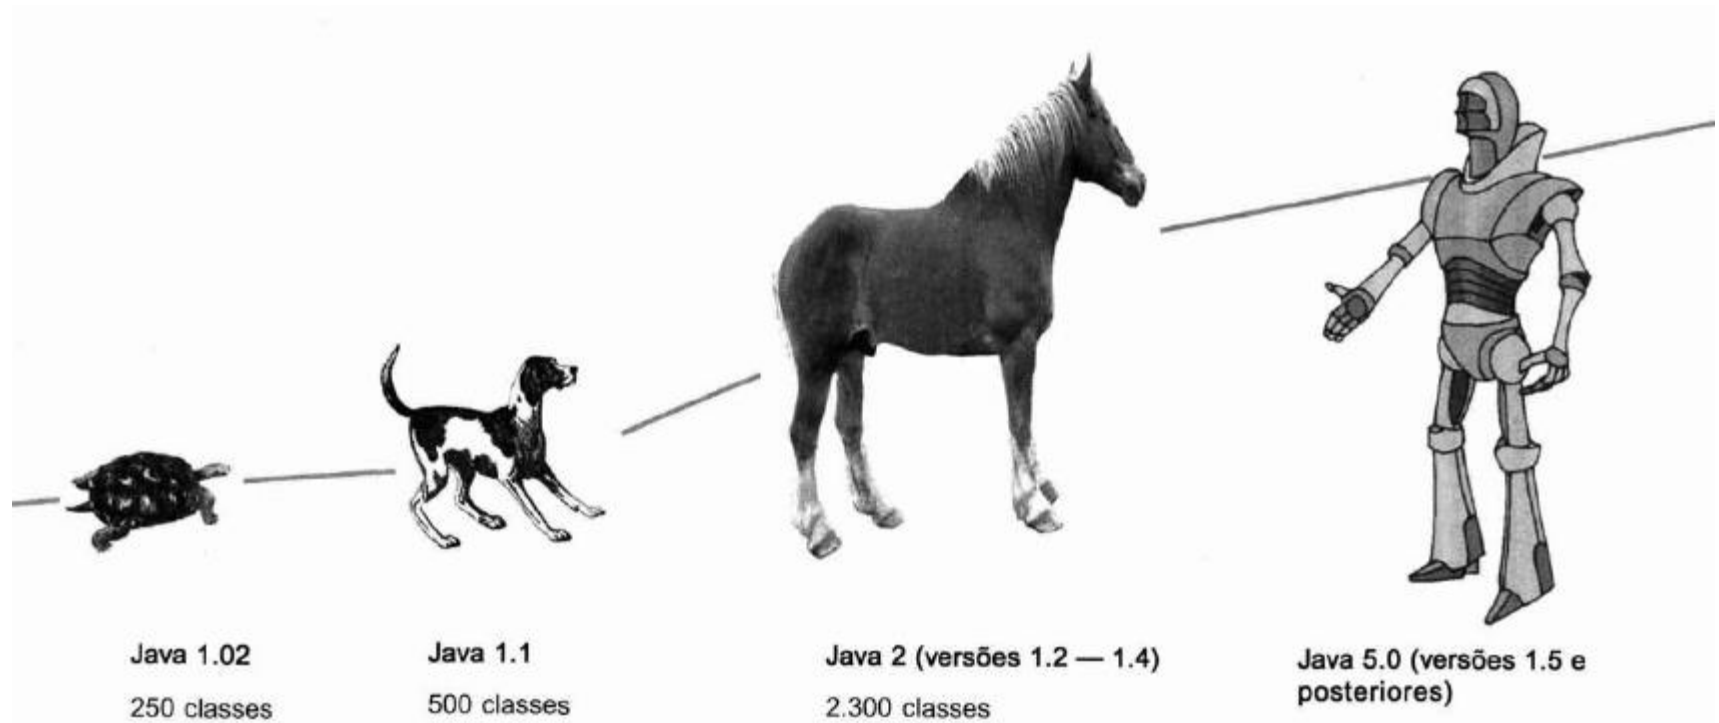 Java 1.02
250 classes
Java 1.1
500 classes
Java 2 (versões 1.2 — 1.4)
2.300 classes
Java 5.0 (versões 1.5 e
posteriores)